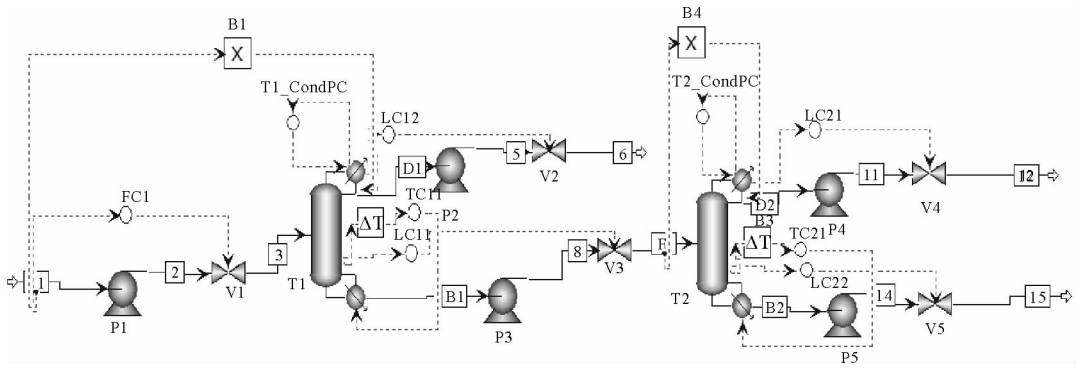 B1
B4
X
X
T1_CondPC
T2_CondPC
LC12
LC21
D1
5
6
V2
11
12
V4
FC1
TC11
P2
ΔT
LC11
D2
P4
B3
ΔT
TC21
LC22
1
2
V1
3
T1
8
V3
F
T2
P1
B1
P3
B2
14
V5
15
P5